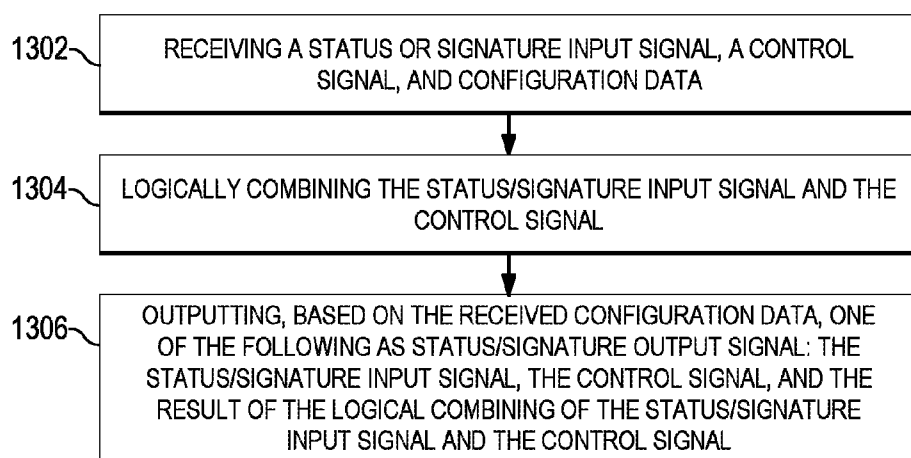 1302
RECEIVING A STATUS OR SIGNATURE INPUT SIGNAL, A CONTROL
SIGNAL, AND CONFIGURATION DATA
1304
LOGICALLY COMBINING THE STATUS/SIGNATURE INPUT SIGNAL AND THE
CONTROL SIGNAL
1306
OUTPUTTING, BASED ON THE RECEIVED CONFIGURATION DATA, ONE
OF THE FOLLOWING AS STATUS/SIGNATURE OUTPUT SIGNAL: THE
STATUS/SIGNATURE INPUT SIGNAL, THE CONTROL SIGNAL, AND THE
RESULT OF THE LOGICAL COMBINING OF THE STATUS/SIGNATURE
INPUT SIGNAL AND THE CONTROL SIGNAL